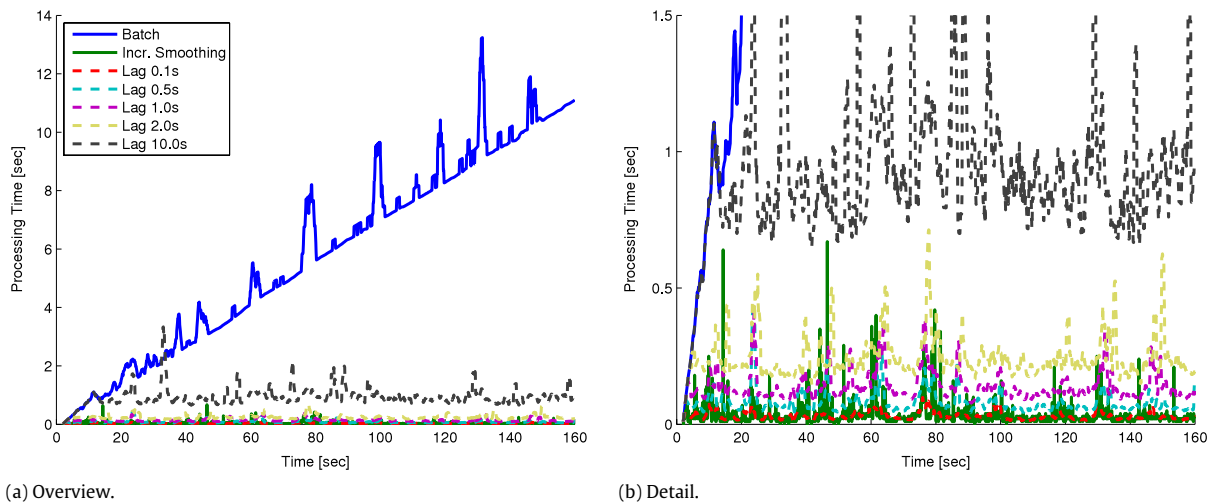 14
12
10
8
6
4
2
0
Processing Time [sec]
Batch
Incr. Smoothing
Lag 0.1s
Lag 0.5s
Lag 1.0s
Lag 2.0s
Lag 10.0s
0 20 40 60 80 100 120 140 160
Time [sec]
(a) Overview.
1.5
1
0.5
0
Processing Time [sec]
0 20 40 60 80 100 120 140 160
Time [sec]
(b) Detail.